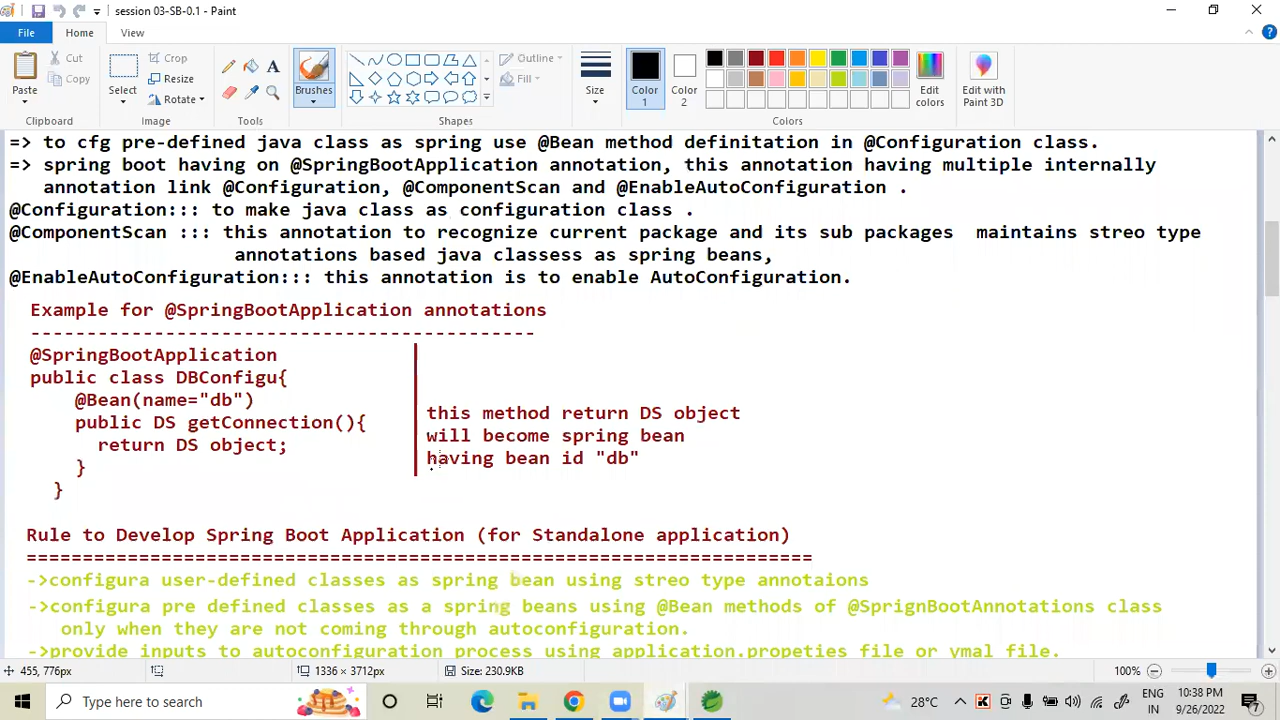 session 03-SB-0.1 - Paint
File
Home
View
Paste
Cut
Copy
Clipboard
Select
Crop
Resize
Rotate
Image
A
Tools
Brushes
Shapes
Outline
Fill
Size
Color 1
Color 2
Edit colors
Edit with Paint 3D
Colors
=> to cfg pre-defined java class as spring use @Bean method definitation in @Configuration class.
=> spring boot having on @SpringBootApplication annotation, this annotation having multiple internally
annotation link @Configuration, @ComponentScan and @EnableAutoConfiguration .
@Configuration::: to make java class as configuration class .
@ComponentScan ::: this annotation to recognize current package and its sub packages maintains streo type
annotations based java classess as spring beans,
@EnableAutoConfiguration::: this annotation is to enable AutoConfiguration.
Example for @SpringBootApplication annotations
---------------------------------------------
@SpringBootApplication
public class DBConfigu{
@Bean(name="db")
public DS getConnection(){
return DS object;
}
}
this method return DS object
will become spring bean
having bean id "db"
Rule to Develop Spring Boot Application (for Standalone application)
======================================================================
->configura user-defined classes as spring bean using streo type annotaions
->configura pre defined classes as a spring beans using @Bean methods of @SprignBootAnnotations class
only when they are not coming through autoconfiguration.
->provide inputs to autoconfiguration process using application.propeties file or ymal file.
455, 776px
1336 × 3712px
Size: 230.9KB
100%
Type here to search
28°C
ENG
IN
10:38 PM
9/26/2022
7